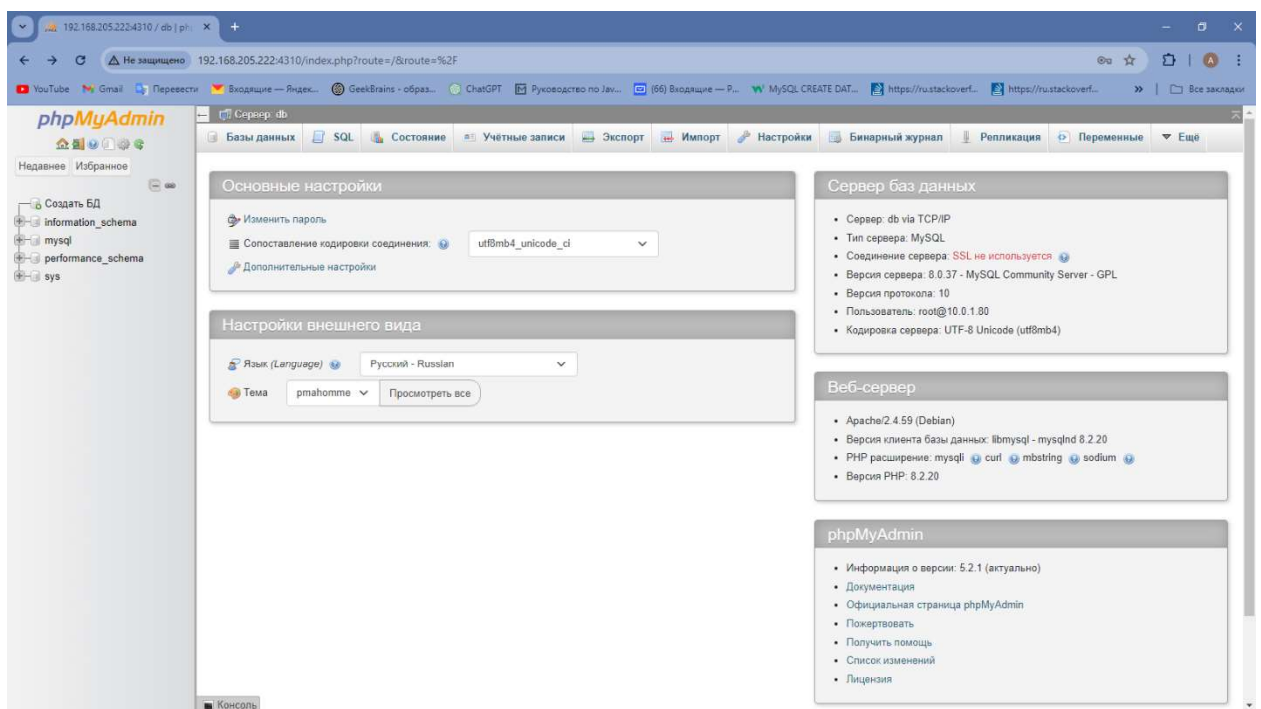 192.168.205.222:4310 / db | ph
Не защищено 192.168.205.222:4310/index.php?route=/&route=%2F
YouTube Gmail Перевести Входящие — Яндек... GeekBrains - образ... ChatGPT Руководство по Jav... (66) Входящие — Р... MySQL CREATE DAT... https://ru.stackoverf... https://ru.stackoverf... » Все закладки
phpMyAdmin
Недавнее Избранное
Создать БД
information_schema
mysql
performance_schema
sys
Сервер: db
Базы данных SQL Состояние Учётные записи Экспорт Импорт Настройки Бинарный журнал Репликация Переменные Ещё
Основные настройки
Изменить пароль
Сопоставление кодировки соединения: utf8mb4_unicode_ci
Дополнительные настройки
Настройки внешнего вида
Язык (Language) Русский - Russian
Тема pmahomme Просмотреть все
Сервер баз данных
Сервер: db via TCP/IP
Тип сервера: MySQL
Соединение сервера: SSL не используется
Версия сервера: 8.0.37 - MySQL Community Server - GPL
Версия протокола: 10
Пользователь: root@10.0.1.80
Кодировка сервера: UTF-8 Unicode (utf8mb4)
Веб-сервер
Apache/2.4.59 (Debian)
Версия клиента базы данных: libmysql - mysqlnd 8.2.20
PHP расширение: mysqli curl mbstring sodium
Версия PHP: 8.2.20
phpMyAdmin
Информация о версии: 5.2.1 (актуально)
Документация
Официальная страница phpMyAdmin
Пожертвовать
Получить помощь
Список изменений
Лицензия
Консоль